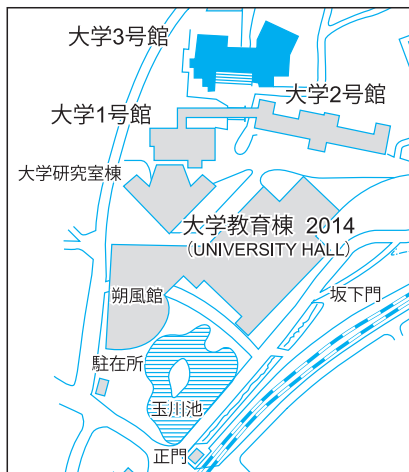 大学3号館
大学2号館
大学1号館
大学研究室棟
大学教育棟 2014
(UNIVERSITY HALL)
坂下門
朔風館
駐在所
玉川池
正門